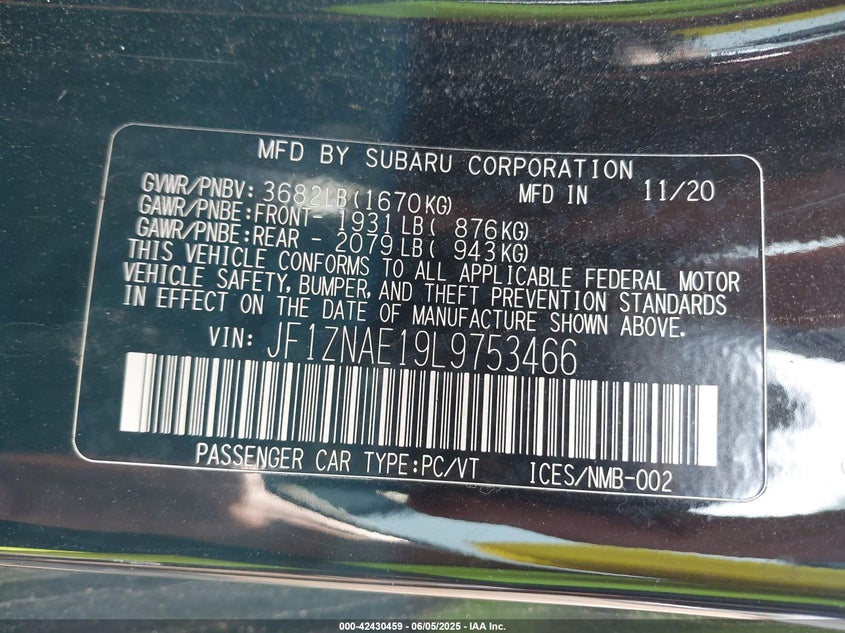 MFD BY SUBARU CORPORATION
GVWR/PNBV: 3682LB(1670KG) MFD IN 11/20
GAWR/PNBE:FRONT- 1931LB( 876KG)
GAWR/PNBE:REAR - 2079LB( 943KG)
THIS VEHICLE CONFORMS TO ALL APPLICABLE FEDERAL MOTOR
VEHICLE SAFETY, BUMPER, AND THEFT PREVENTION STANDARDS
IN EFFECT ON THE DATE OF MANUFACTURE SHOWN ABOVE.
VIN: JF1ZNAE19L9753466
PASSENGER CAR TYPE:PC/VT ICES/NMB-002
000-42430459 - 06/05/2025 - IAA Inc.